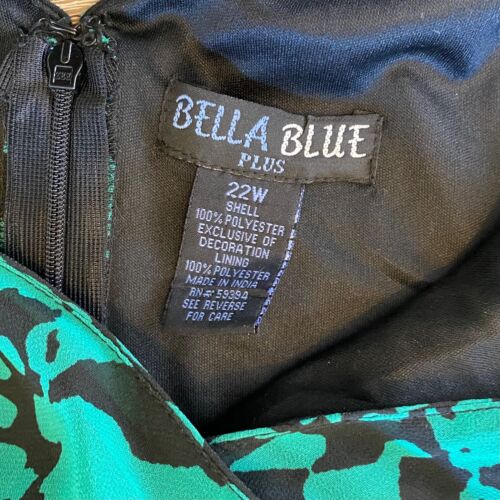 BELLA BLUE
PLUS
22W
SHELL
100% POLYESTER
EXCLUSIVE OF
DECORATION
LINING
100% POLYESTER
MADE IN INDIA
RN# 59394
SEE REVERSE
FOR CARE